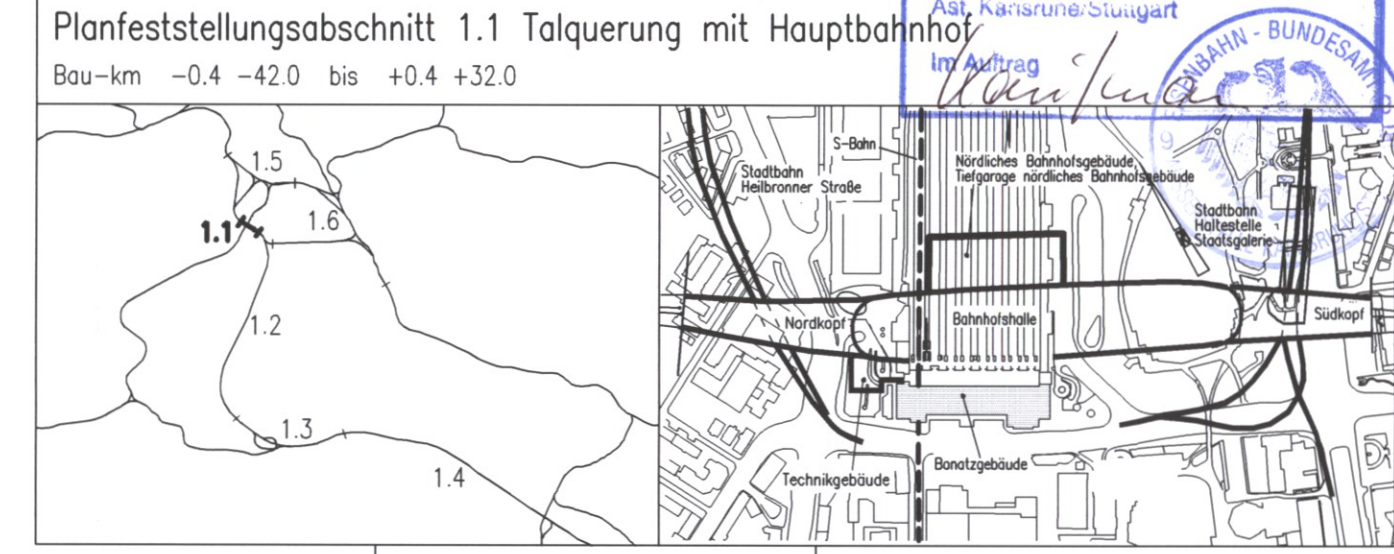 Planfeststellungsabschnitt 1.1 Talquerung mit Hauptbahnhof
Bau-km -0.4 -42.0 bis +0.4 +32.0
Ast. Karlsruhe/Stuttgart
Im Auftrag
EISENBAHN - BUNDESAMT
9
1.5
1.6
1.1
1.2
1.3
1.4
S-Bahn
Stadtbahn
Heilbronner Straße
Nördliches Bahnhofsgebäude,
Tiefgarage nördliches Bahnhofsgebäude
Stadtbahn
Haltestelle
Staatsgalerie
Nordkopf
Bahnhofshalle
Südkopf
Technikgebäude
Bonatzgebäude